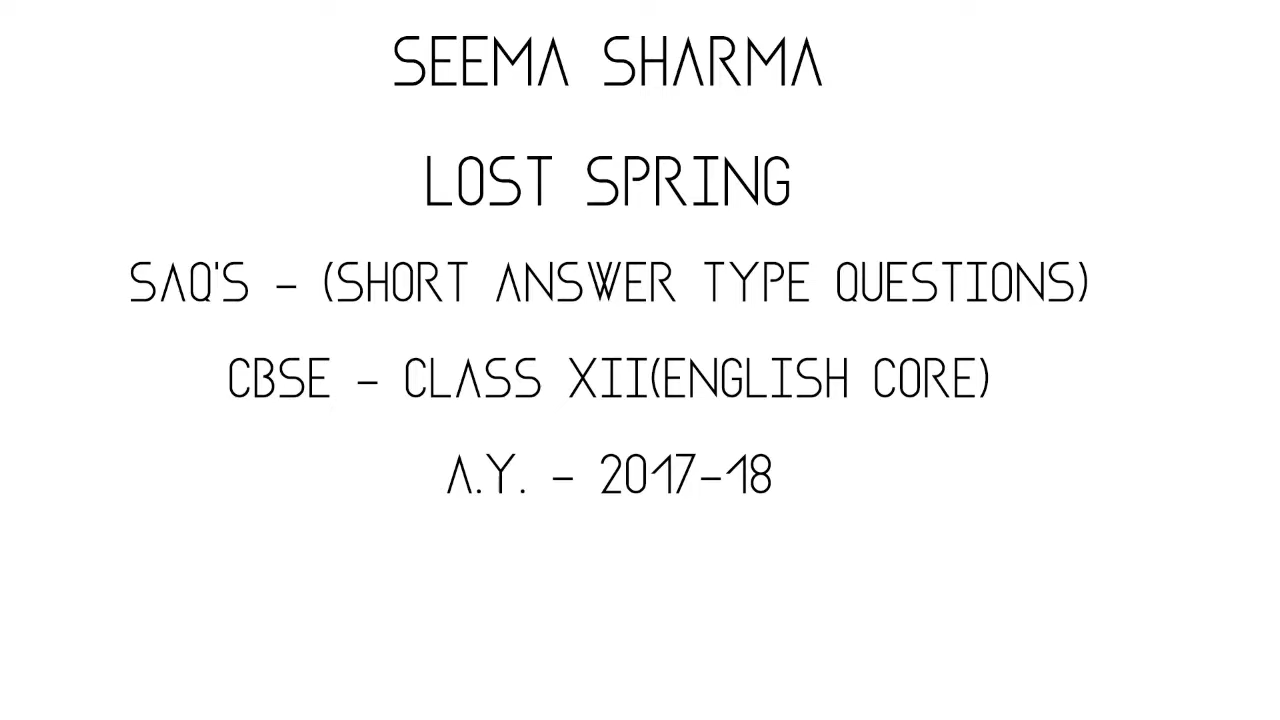 SEEMA SHARMA
LOST SPRING
SAQ'S - (SHORT ANSWER TYPE QUESTIONS)
CBSE - CLASS XII(ENGLISH CORE)
A.Y. - 2017-18